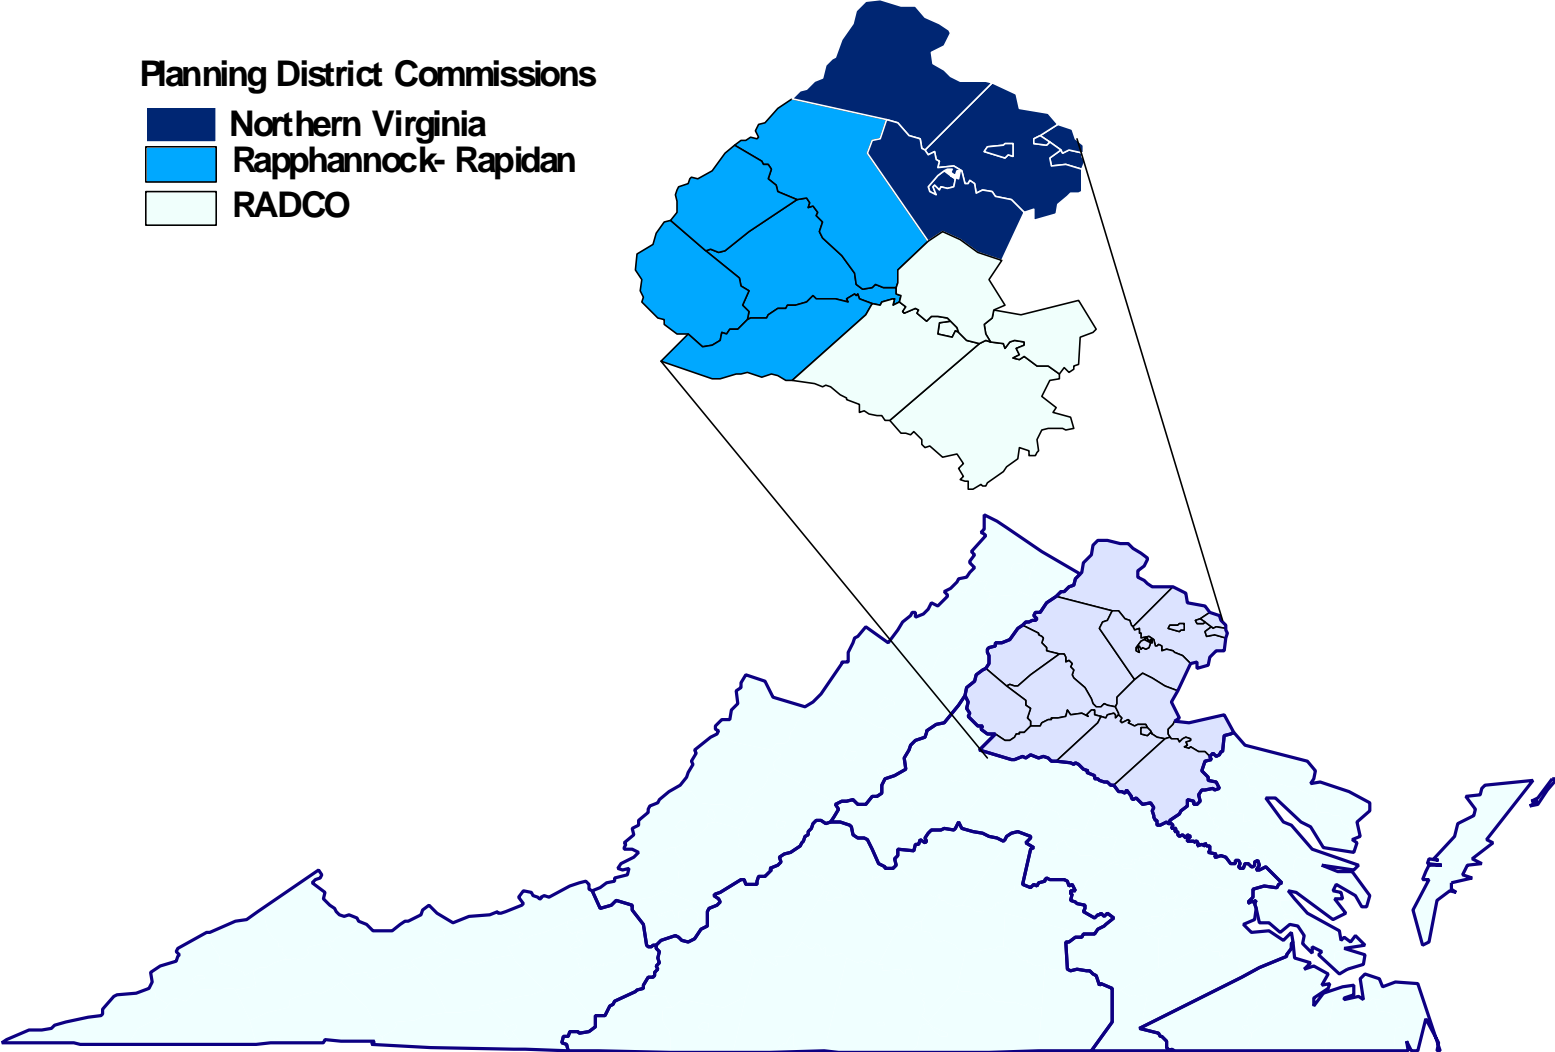 Planning District Commissions
Northern Virginia
Rapphannock- Rapidan
RADCO